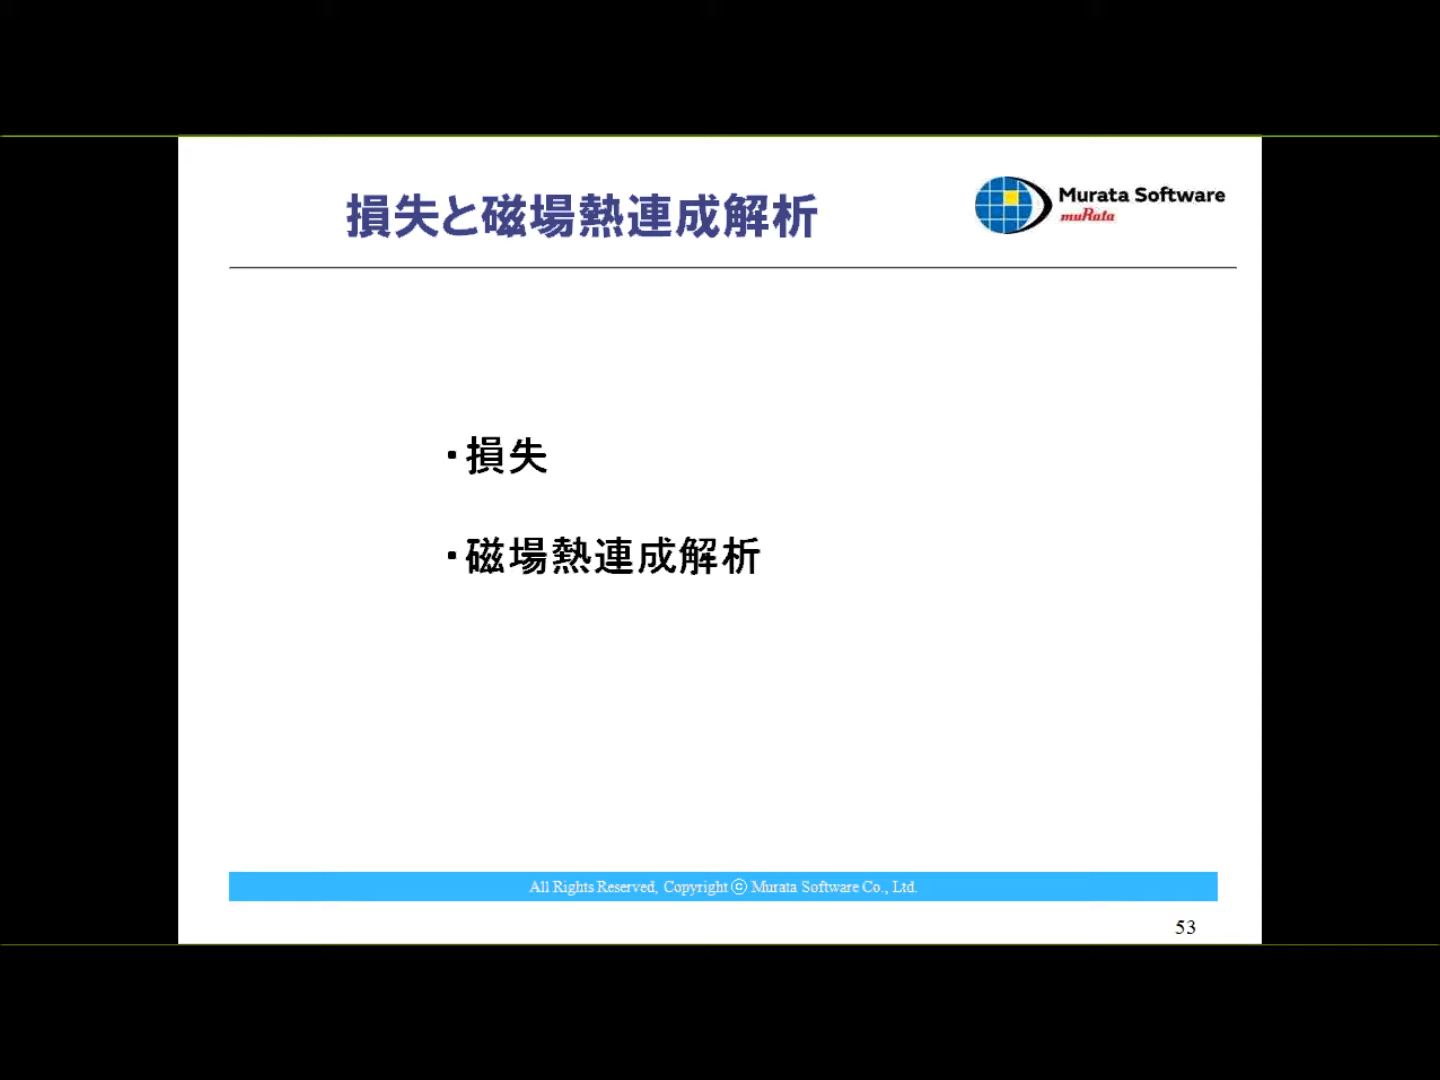 損失と磁場熱連成解析
Murata Software
muRata
・損失
・磁場熱連成解析
All Rights Reserved, Copyright ⓒ Murata Software Co., Ltd.
53